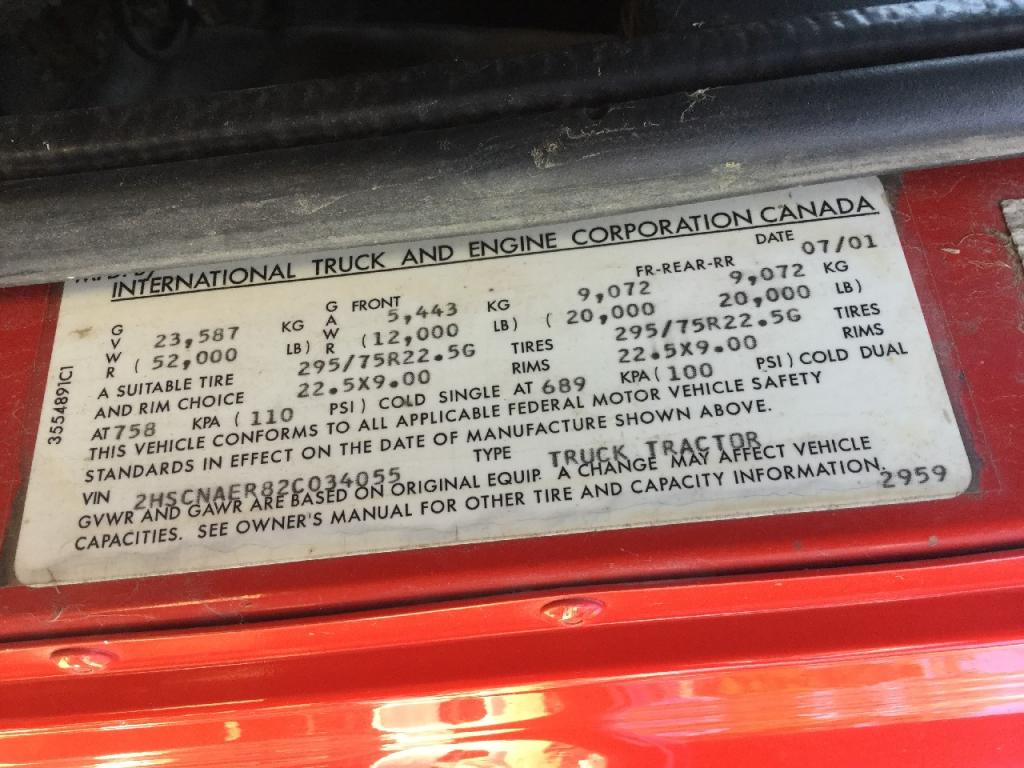 INTERNATIONAL TRUCK AND ENGINE CORPORATION CANADA
DATE 07/01
GVWR 23,587 KG GAWR FRONT 5,443 KG FR-REAR-RR 9,072 9,072 KG
(52,000 LB) (12,000 LB) (20,000 20,000 LB)
A SUITABLE TIRE 295/75R22.5G TIRES 295/75R22.5G TIRES
AND RIM CHOICE 22.5X9.00 RIMS 22.5X9.00 RIMS
AT 758 KPA (110 PSI) COLD SINGLE AT 689 KPA (100 PSI) COLD DUAL
THIS VEHICLE CONFORMS TO ALL APPLICABLE FEDERAL MOTOR VEHICLE SAFETY
STANDARDS IN EFFECT ON THE DATE OF MANUFACTURE SHOWN ABOVE.
VIN 2HSCNAER82C034055 TYPE TRUCK TRACTOR
GVWR AND GAWR ARE BASED ON ORIGINAL EQUIP. A CHANGE MAY AFFECT VEHICLE
CAPACITIES. SEE OWNER'S MANUAL FOR OTHER TIRE AND CAPACITY INFORMATION.
2959
3554891C1